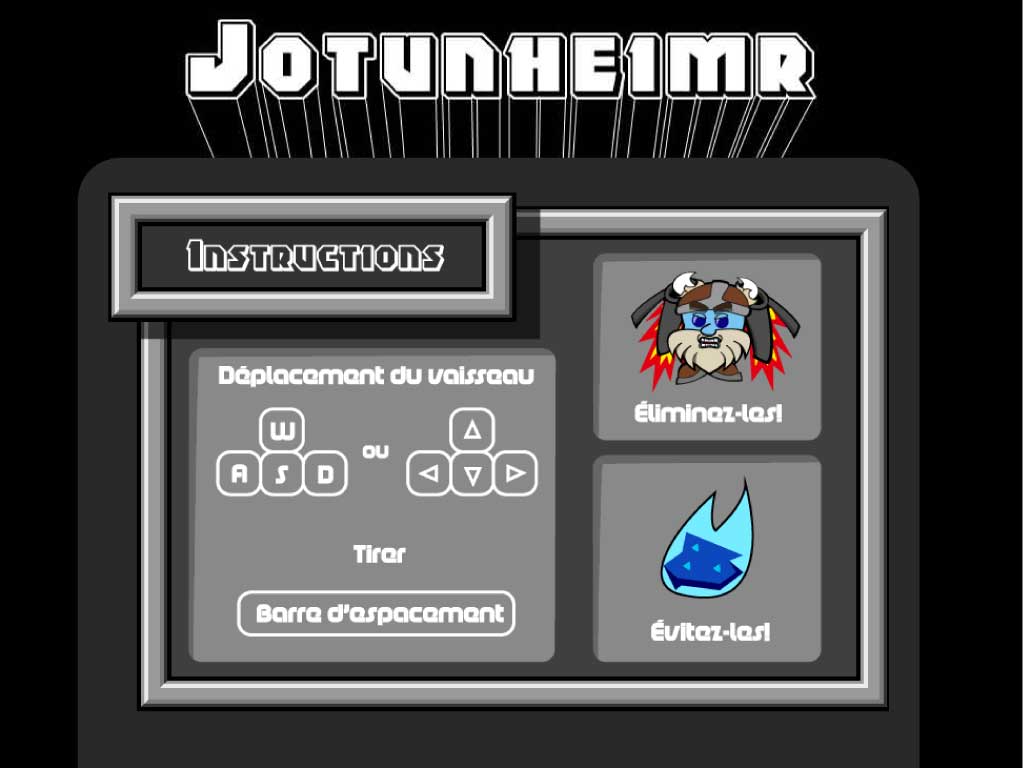 Jotunheimr
Instructions
Déplacement du vaisseau
W
A S D
ou
Tirer
Barre d'espacement
Éliminez-les!
Évitez-les!